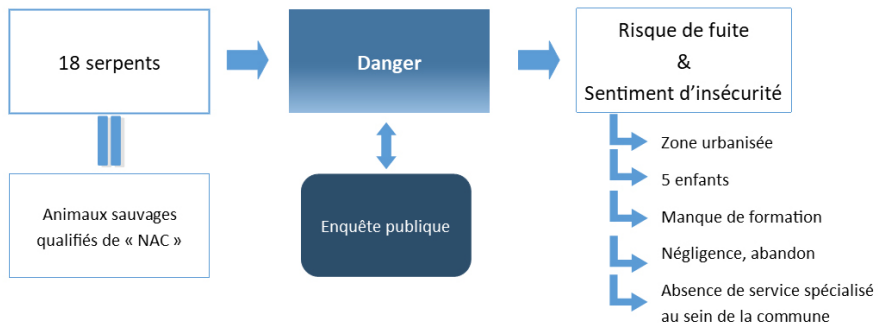 18 serpents
Danger
Risque de fuite
&
Sentiment d’insécurité
Animaux sauvages
qualifiés de « NAC »
Enquête publique
Zone urbanisée
5 enfants
Manque de formation
Négligence, abandon
Absence de service spécialisé
au sein de la commune